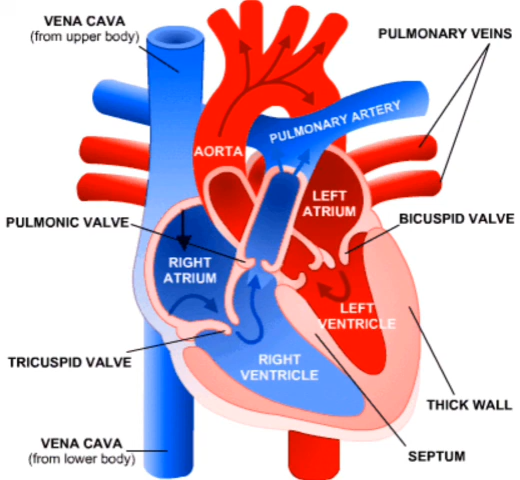 VENA CAVA
(from upper body)
PULMONARY VEINS
PULMONARY ARTERY
AORTA
LEFT
ATRIUM
PULMONIC VALVE
BICUSPID VALVE
RIGHT
ATRIUM
LEFT
VENTRICLE
TRICUSPID VALVE
RIGHT
VENTRICLE
THICK WALL
VENA CAVA
(from lower body)
SEPTUM